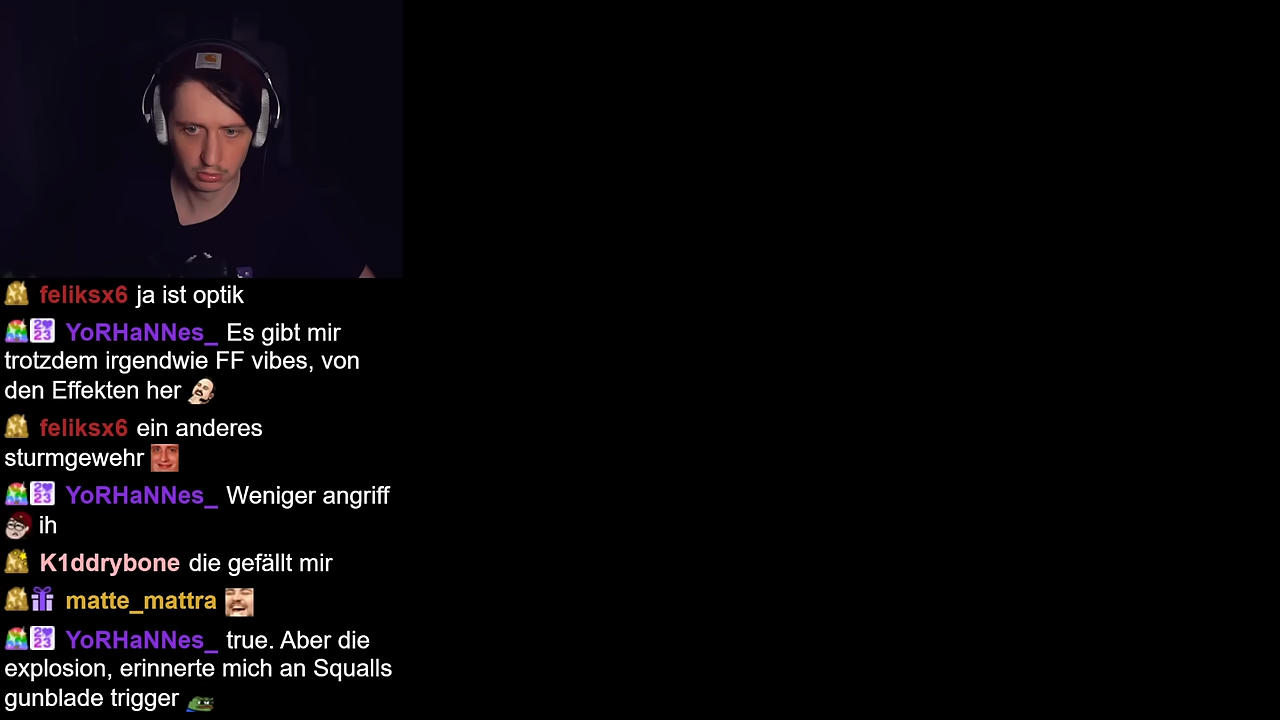 feliksx6 ja ist optik
YoRHaNNes_ Es gibt mir
trotzdem irgendwie FF vibes, von
den Effekten her
feliksx6 ein anderes
sturmgewehr
YoRHaNNes_ Weniger angriff
ih
K1ddrybone die gefällt mir
matte_mattra
YoRHaNNes_ true. Aber die
explosion, erinnerte mich an Squalls
gunblade trigger